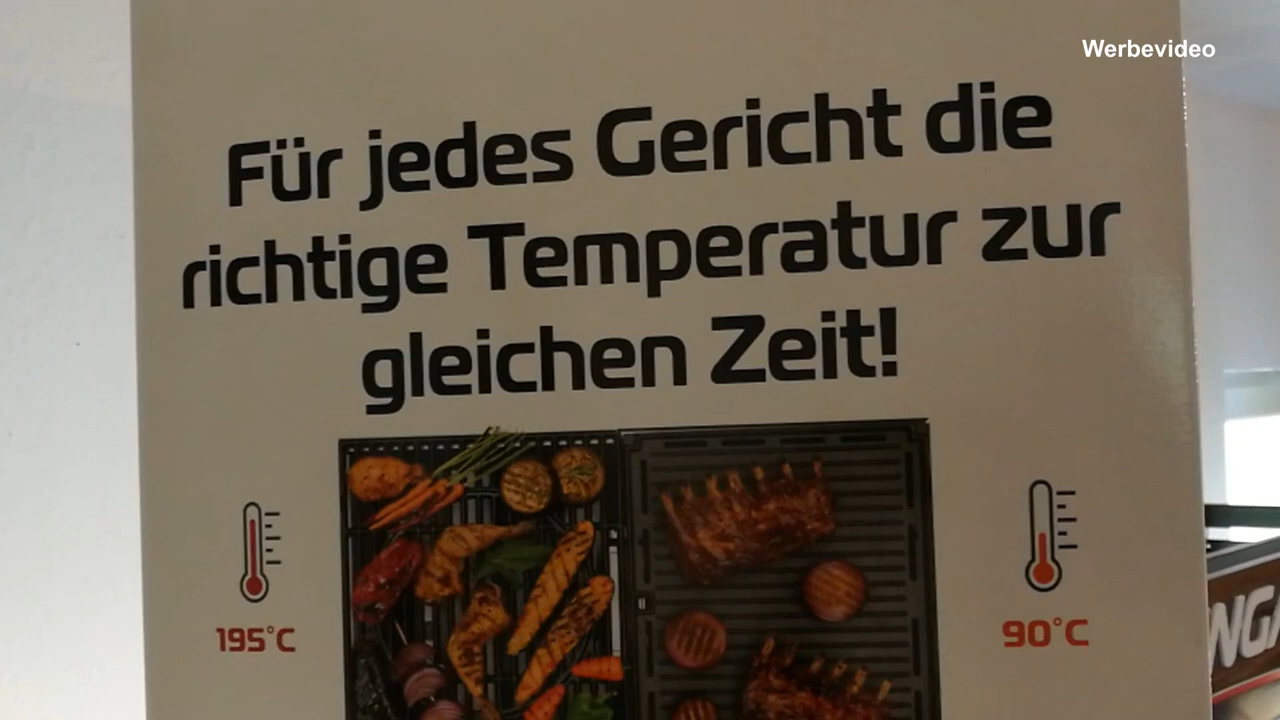 Werbevideo
Für jedes Gericht die
richtige Temperatur zur
gleichen Zeit!
195°C
90°C